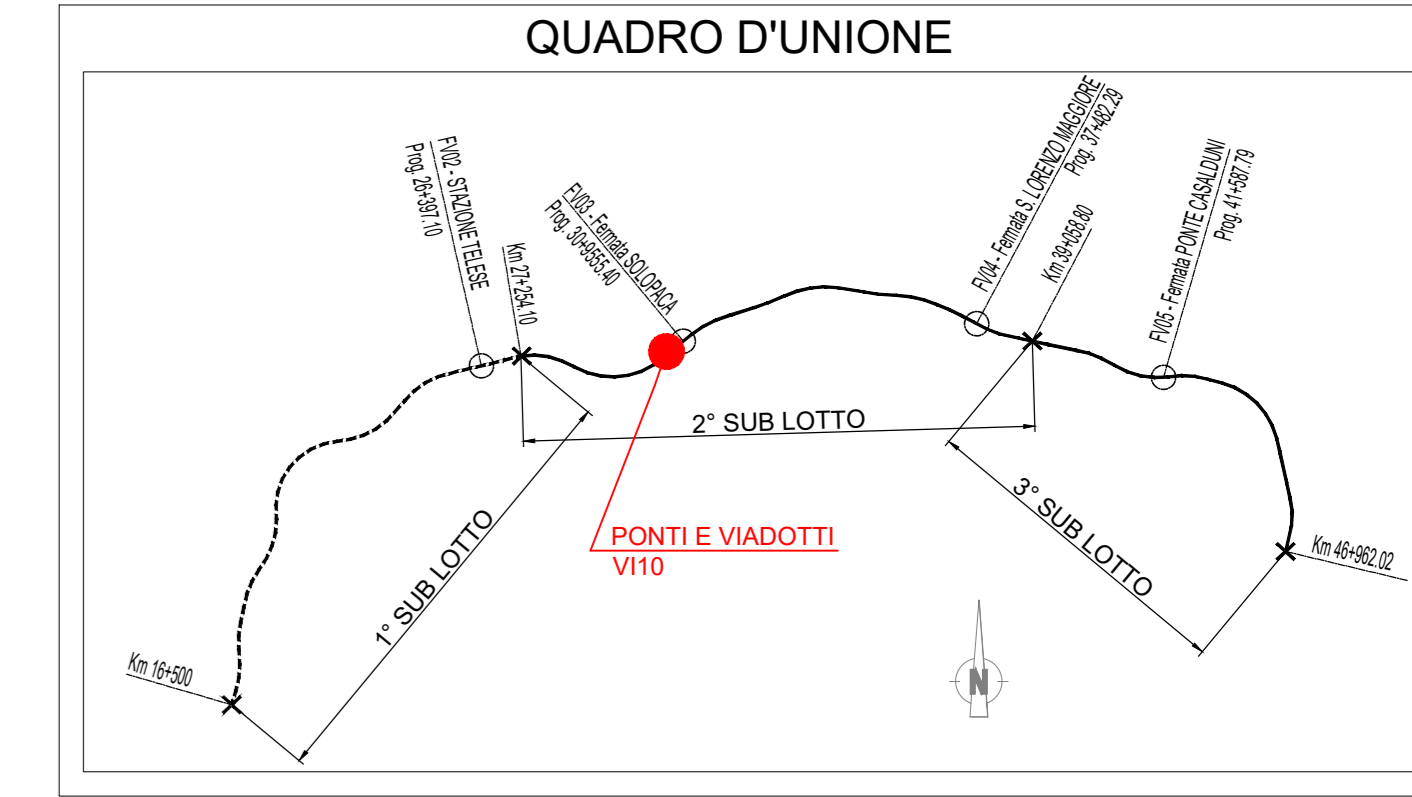 QUADRO D'UNIONE
FV02 - STAZIONE TELESE
Prog. 26+397.10
Km 27+254.10
FV03 - Fermata SOLOPACA
Prog. 30+9555.40
FV04 - Fermata S. LORENZO MAGGIORE
Prog. 37+482.29
Km 39+058.80
FV05 - Fermata PONTE CASALDUNI
Prog. 41+587.79
2° SUB LOTTO
1° SUB LOTTO
3° SUB LOTTO
PONTI E VIADOTTI
VI10
Km 46+962.02
Km 16+500
N